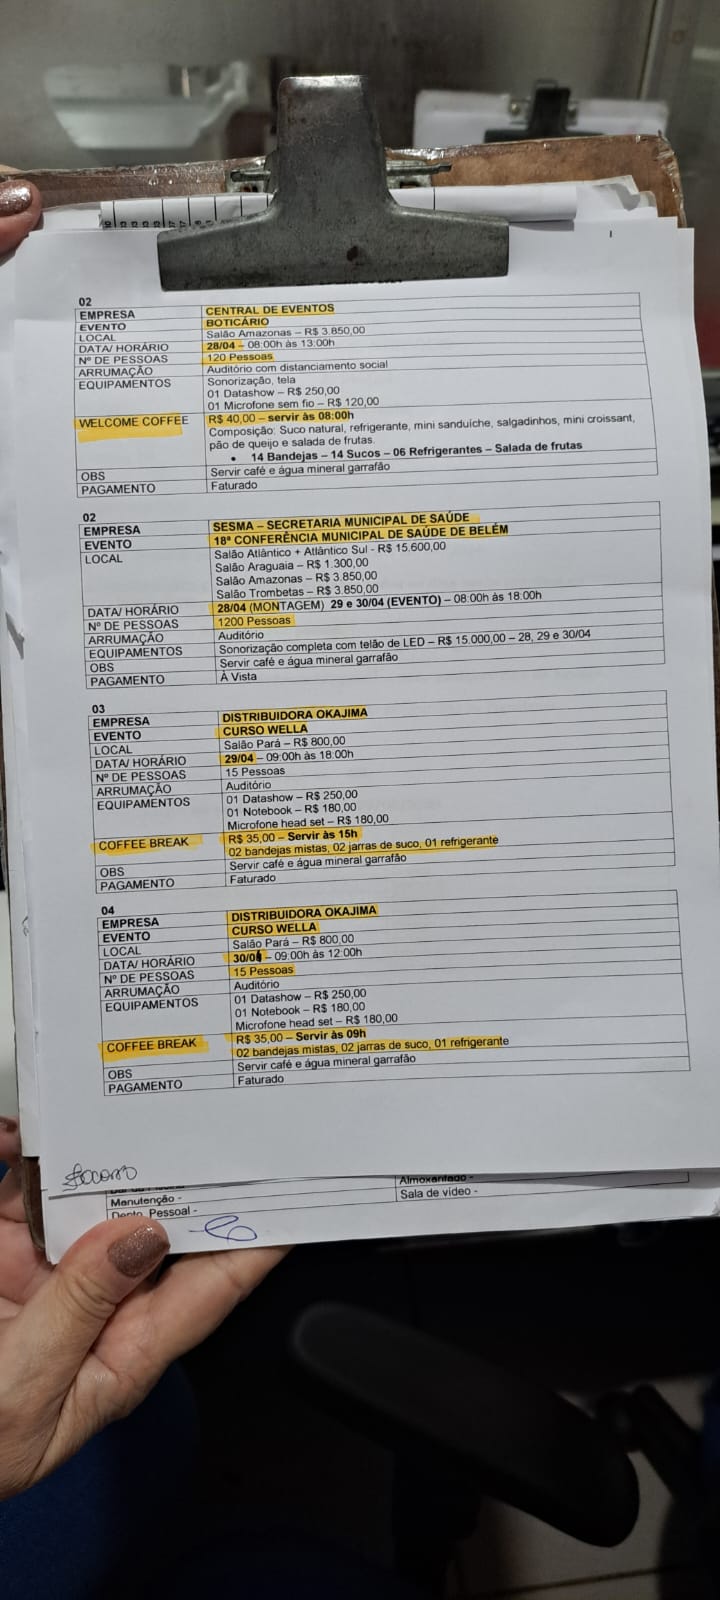 02
EMPRESA CENTRAL DE EVENTOS
EVENTO BOTICÁRIO
LOCAL Salão Amazonas – R$ 3.850,00
DATA/ HORÁRIO 28/04 – 08:00h às 13:00h
Nº DE PESSOAS 120 Pessoas
ARRUMAÇÃO Auditório com distanciamento social
EQUIPAMENTOS Sonorização, tela
01 Datashow – R$ 250,00
01 Microfone sem fio – R$ 120,00
WELCOME COFFEE R$ 40,00 – servir às 08:00h
Composição: Suco natural, refrigerante, mini sanduíche, salgadinhos, mini croissant,
pão de queijo e salada de frutas.
• 14 Bandejas – 14 Sucos – 06 Refrigerantes – Salada de frutas
OBS Servir café e água mineral garrafão
PAGAMENTO Faturado
02
EMPRESA SESMA – SECRETARIA MUNICIPAL DE SAÚDE
EVENTO 18ª CONFERÊNCIA MUNICIPAL DE SAÚDE DE BELÉM
LOCAL Salão Atlântico + Atlântico Sul - R$ 15.600,00
Salão Araguaia – R$ 1.300,00
Salão Amazonas – R$ 3.850,00
Salão Trombetas – R$ 3.850,00
DATA/ HORÁRIO 28/04 (MONTAGEM) 29 e 30/04 (EVENTO) – 08:00h às 18:00h
Nº DE PESSOAS 1200 Pessoas
ARRUMAÇÃO Auditório
EQUIPAMENTOS Sonorização completa com telão de LED – R$ 15.000,00 – 28, 29 e 30/04
OBS Servir café e água mineral garrafão
PAGAMENTO À Vista
03
EMPRESA DISTRIBUIDORA OKAJIMA
EVENTO CURSO WELLA
LOCAL Salão Pará – R$ 800,00
DATA/ HORÁRIO 29/04 – 09:00h às 18:00h
Nº DE PESSOAS 15 Pessoas
ARRUMAÇÃO Auditório
EQUIPAMENTOS 01 Datashow – R$ 250,00
01 Notebook – R$ 180,00
Microfone head set – R$ 180,00
COFFEE BREAK R$ 35,00 – Servir às 15h
02 bandejas mistas, 02 jarras de suco, 01 refrigerante
OBS Servir café e água mineral garrafão
PAGAMENTO Faturado
04
EMPRESA DISTRIBUIDORA OKAJIMA
EVENTO CURSO WELLA
LOCAL Salão Pará – R$ 800,00
DATA/ HORÁRIO 30/04 – 09:00h às 12:00h
Nº DE PESSOAS 15 Pessoas
ARRUMAÇÃO Auditório
EQUIPAMENTOS 01 Datashow – R$ 250,00
01 Notebook – R$ 180,00
Microfone head set – R$ 180,00
COFFEE BREAK R$ 35,00 – Servir às 09h
02 bandejas mistas, 02 jarras de suco, 01 refrigerante
OBS Servir café e água mineral garrafão
PAGAMENTO Faturado
Socorro
Almoxarifado -
Manutenção - Sala de vídeo -
Depto. Pessoal -